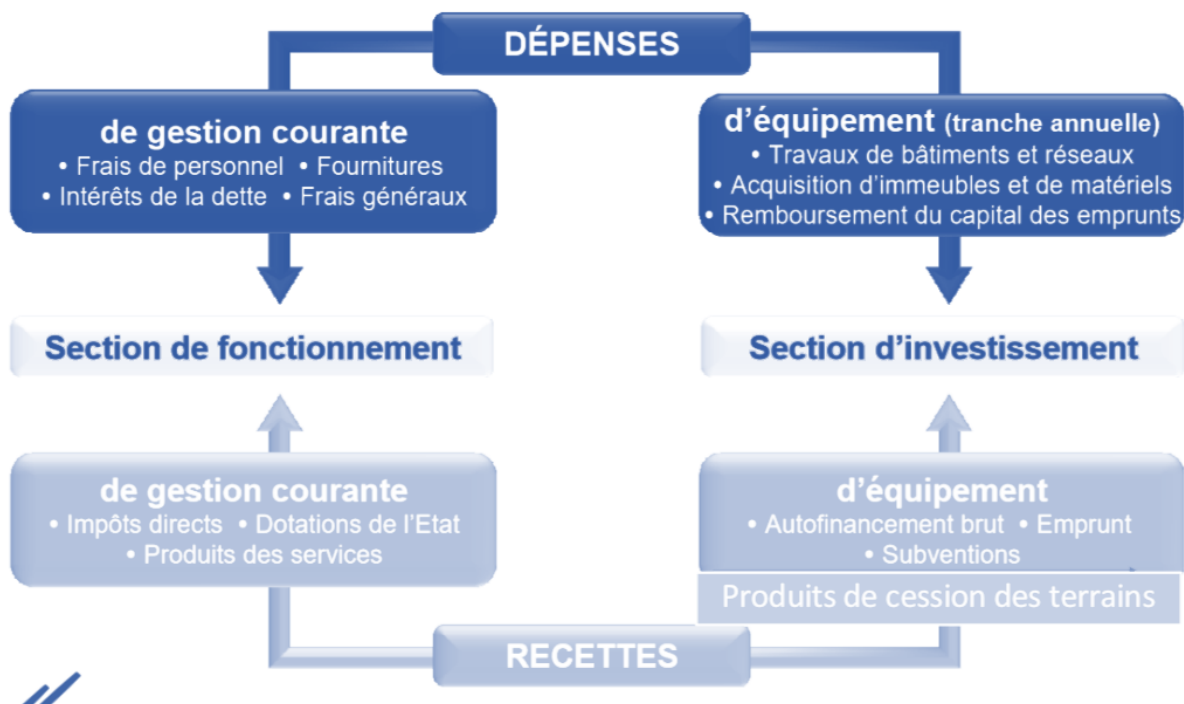 DÉPENSES
de gestion courante
• Frais de personnel • Fournitures
• Intérêts de la dette • Frais généraux
d’équipement (tranche annuelle)
• Travaux de bâtiments et réseaux
• Acquisition d’immeubles et de matériels
• Remboursement du capital des emprunts
Section de fonctionnement
Section d’investissement
de gestion courante
• Impôts directs • Dotations de l’Etat
• Produits des services
d’équipement
• Autofinancement brut • Emprunt
• Subventions
Produits de cession des terrains
RECETTES